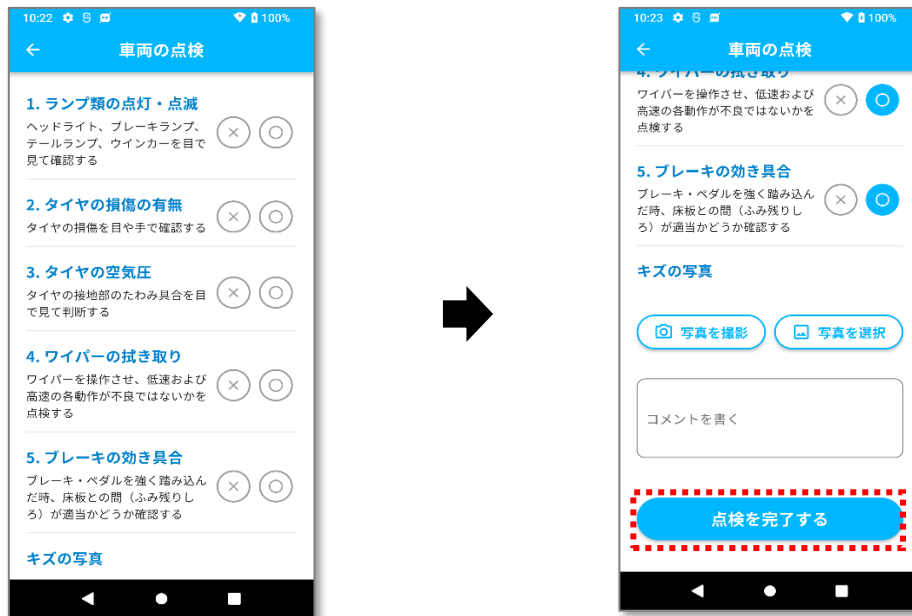 10:22 100%
車両の点検
1. ランプ類の点灯・点滅
ヘッドライト、ブレーキランプ、
テールランプ、ウインカーを目で
見て確認する
2. タイヤの損傷の有無
タイヤの損傷を目や手で確認する
3. タイヤの空気圧
タイヤの接地部のたわみ具合を目
で見て判断する
4. ワイパーの拭き取り
ワイパーを操作させ、低速および
高速の各動作が不良ではないかを
点検する
5. ブレーキの効き具合
ブレーキ・ペダルを強く踏み込ん
だ時、床板との間（ふみ残りし
ろ）が適当かどうか確認する
キズの写真
10:23 100%
車両の点検
4. ワイパーの拭き取り
ワイパーを操作させ、低速および
高速の各動作が不良ではないかを
点検する
5. ブレーキの効き具合
ブレーキ・ペダルを強く踏み込ん
だ時、床板との間（ふみ残りし
ろ）が適当かどうか確認する
キズの写真
写真を撮影 写真を選択
コメントを書く
点検を完了する